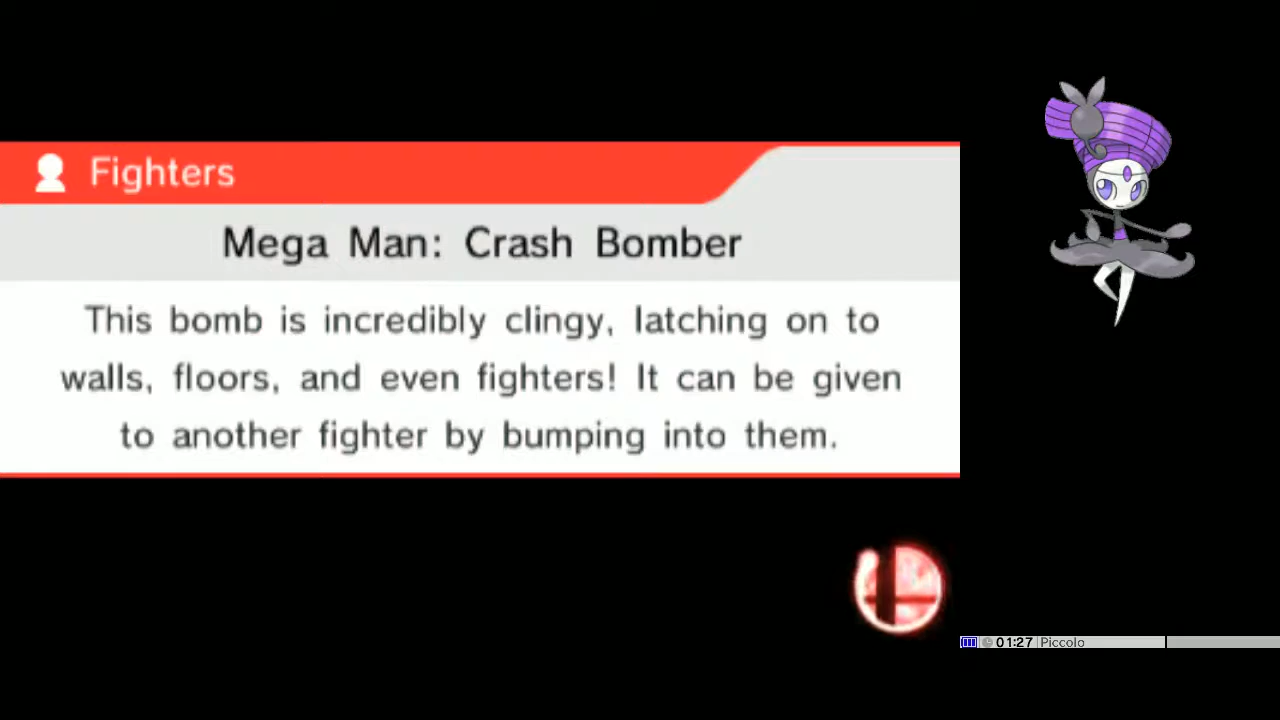 Fighters
Mega Man: Crash Bomber
This bomb is incredibly clingy, latching on to
walls, floors, and even fighters! It can be given
to another fighter by bumping into them.
01:27 Piccolo